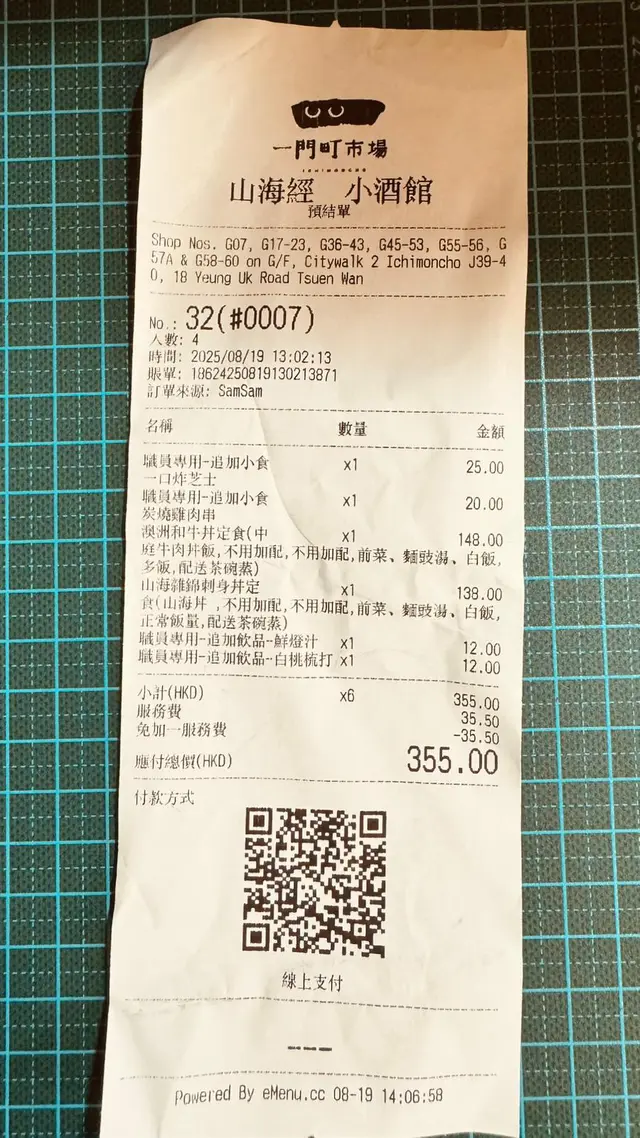 一門町市場
ICHIMONCHO
山海經 小酒館
預結單
Shop Nos. G07, G17-23, G36-43, G45-53, G55-56, G
57A & G58-60 on G/F, Citywalk 2 Ichimoncho J39-4
0, 18 Yeung Uk Road Tsuen Wan
No.: 32(#0007)
人數: 4
時間: 2025/08/19 13:02:13
賬單: 18624250819130213871
訂單來源: SamSam
名稱 數量 金額
職員專用-追加小食 x1 25.00
一口炸芝士
職員專用-追加小食 x1 20.00
炭燒雞肉串
澳洲和牛丼定食(中 x1 148.00
庭牛肉丼飯,不用加配,不用加配,前菜、麵豉湯、白飯,
多飯,配送茶碗蒸)
山海雜錦刺身丼定 x1 138.00
食(山海丼 ,不用加配,不用加配,前菜、麵豉湯、白飯,
正常飯量,配送茶碗蒸)
職員專用-追加飲品-鮮燈汁 x1 12.00
職員專用-追加飲品-白桃梳打 x1 12.00
小計(HKD) x6 355.00
服務費 35.50
免加一服務費 -35.50
應付總價(HKD) 355.00
付款方式
線上支付
Powered By eMenu.cc 08-19 14:06:58